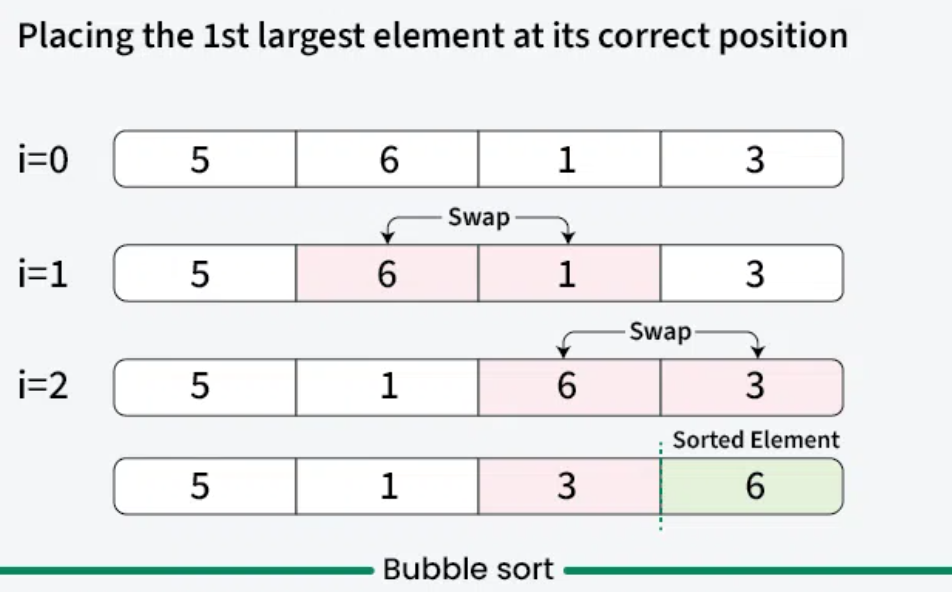 Placing the 1st largest element at its correct position
i=0 5 6 1 3
Swap
i=1 5 6 1 3
Swap
i=2 5 1 6 3
Sorted Element
5 1 3 6
Bubble sort